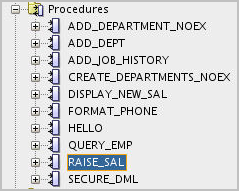 Procedures
ADD_DEPARTMENT_NOEX
ADD_DEPT
ADD_JOB_HISTORY
CREATE_DEPARTMENTS_NOEX
DISPLAY_NEW_SAL
FORMAT_PHONE
HELLO
QUERY_EMP
RAISE_SAL
SECURE_DML